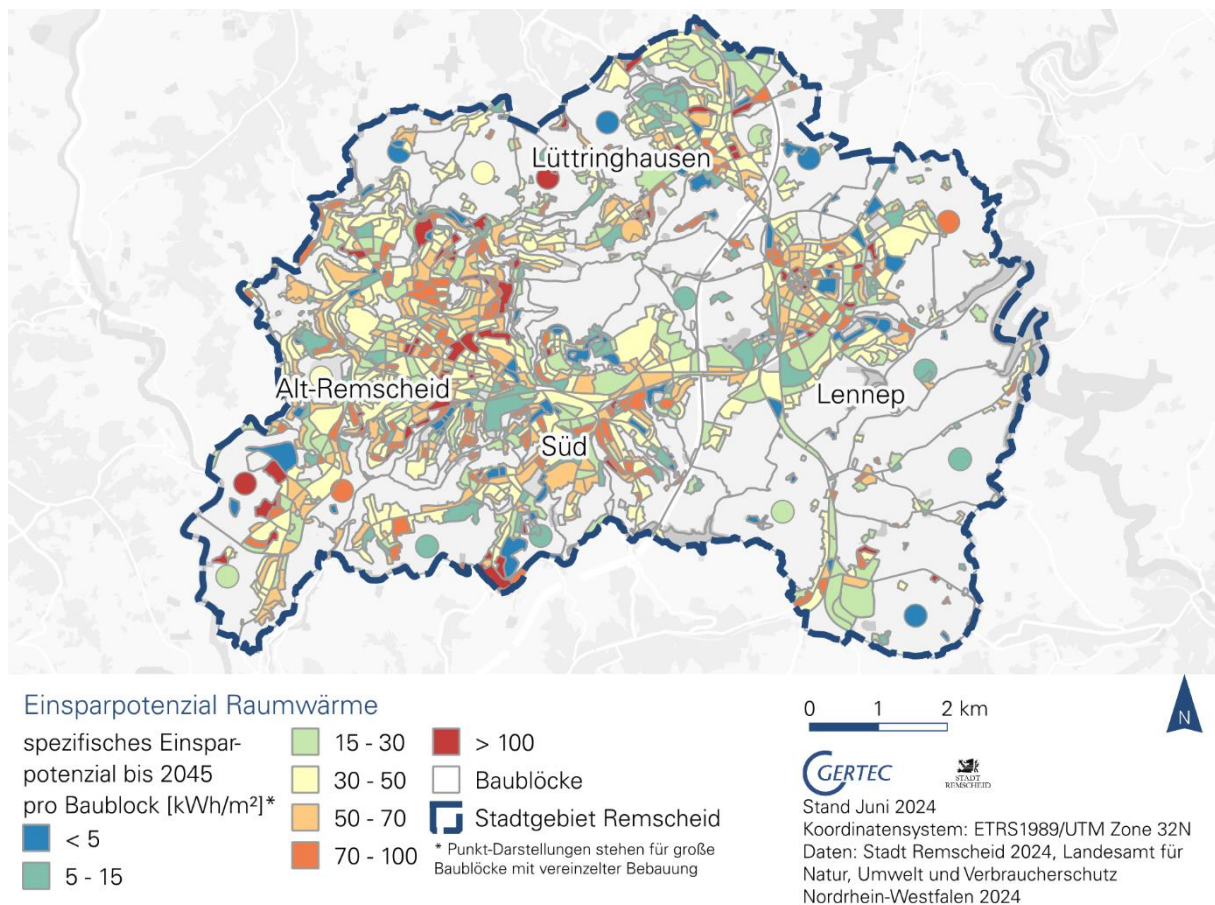 Lüttringhausen
Alt-Remscheid
Lennep
Süd
Einsparpotenzial Raumwärme
spezifisches Einspar-
potenzial bis 2045
pro Baublock [kWh/m²]*
< 5
5 - 15
15 - 30
30 - 50
50 - 70
70 - 100
> 100
Baublöcke
Stadtgebiet Remscheid
* Punkt-Darstellungen stehen für große
Baublöcke mit vereinzelter Bebauung
0 1 2 km
N
GERTEC
STADT
REMSCHEID
Stand Juni 2024
Koordinatensystem: ETRS1989/UTM Zone 32N
Daten: Stadt Remscheid 2024, Landesamt für
Natur, Umwelt und Verbraucherschutz
Nordrhein-Westfalen 2024